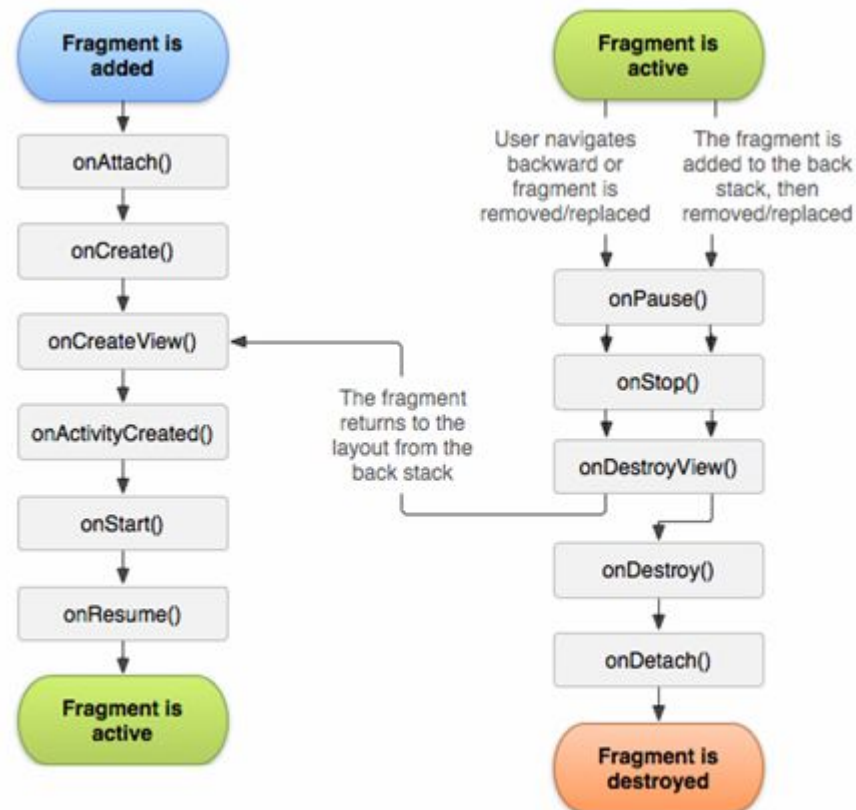 Fragment is
added
onAttach()
onCreate()
onCreateView()
onActivityCreated()
onStart()
onResume()
Fragment is
active
The fragment
returns to the
layout from the
back stack
Fragment is
active
User navigates
backward or
fragment is
removed/replaced
The fragment is
added to the back
stack, then
removed/replaced
onPause()
onStop()
onDestroyView()
onDestroy()
onDetach()
Fragment is
destroyed